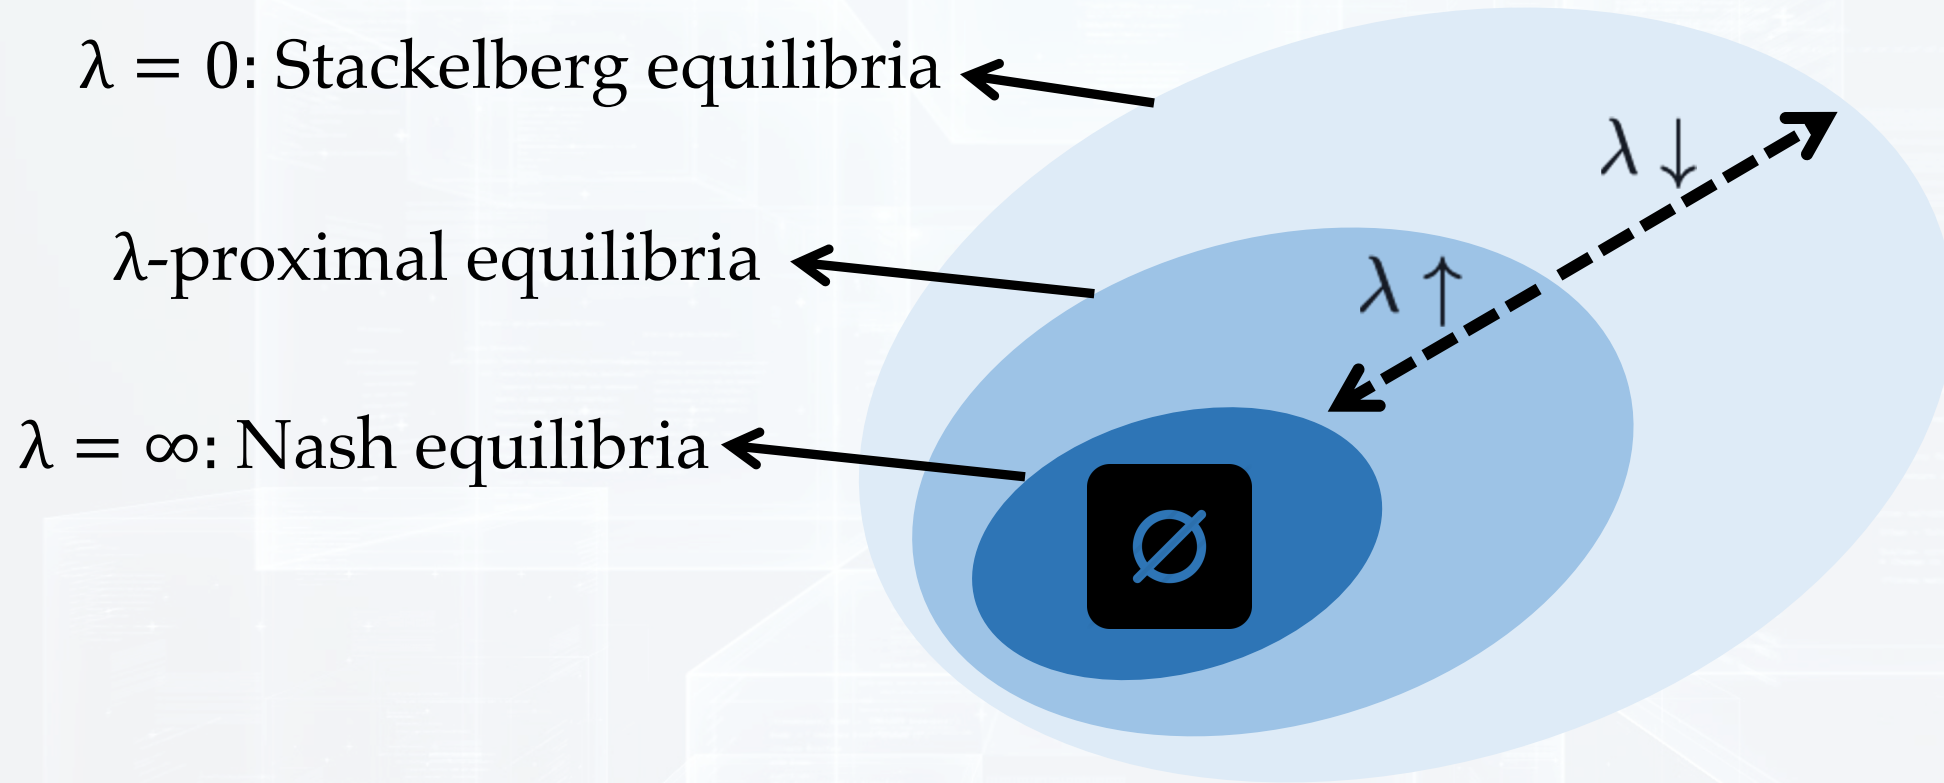 λ = 0: Stackelberg equilibria
λ ↓
λ-proximal equilibria
λ ↑
λ = ∞: Nash equilibria
∅